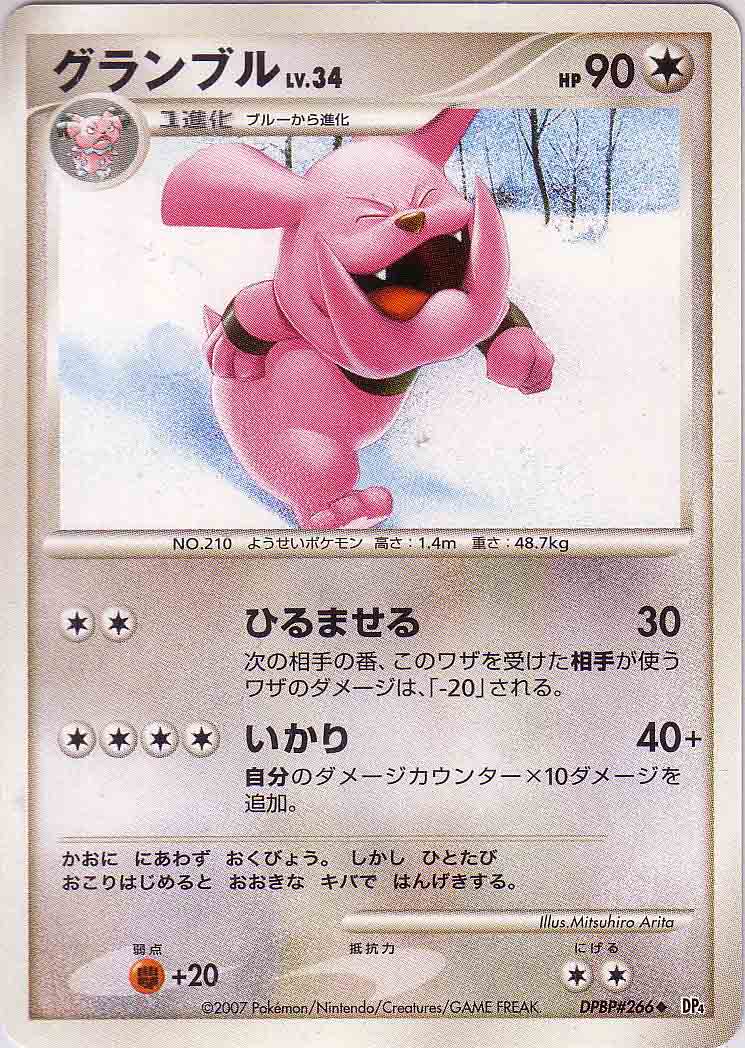 グランブル LV.34 HP 90
1進化 ブルーから進化
NO.210 ようせいポケモン 高さ：1.4m 重さ：48.7kg
ひるませる 30
次の相手の番、このワザを受けた相手が使う
ワザのダメージは、「-20」される。
いかり 40+
自分のダメージカウンター×10ダメージを
追加。
かおに にあわず おくびょう。 しかし ひとたび
おこりはじめると おおきな キバで はんげきする。
Illus.Mitsuhiro Arita
弱点 抵抗力 にげる
+20
©2007 Pokémon/Nintendo/Creatures/GAME FREAK. DPBP#266◆ DP4